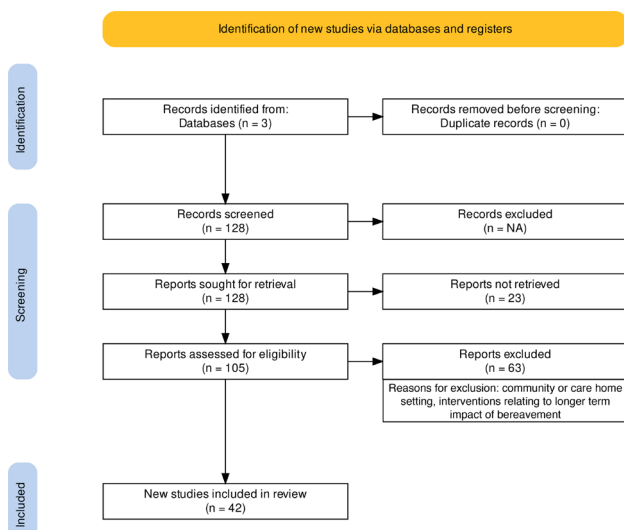 Identification of new studies via databases and registers
Identification
Records identified from:
Databases (n = 3)
Records removed before screening:
Duplicate records (n = 0)
Screening
Records screened
(n = 128)
Records excluded
(n = NA)
Reports sought for retrieval
(n = 128)
Reports not retrieved
(n = 23)
Reports assessed for eligibility
(n = 105)
Reports excluded
(n = 63)
Reasons for exclusion: community or care home
setting, interventions relating to longer term
impact of bereavement
Included
New studies included in review
(n = 42)